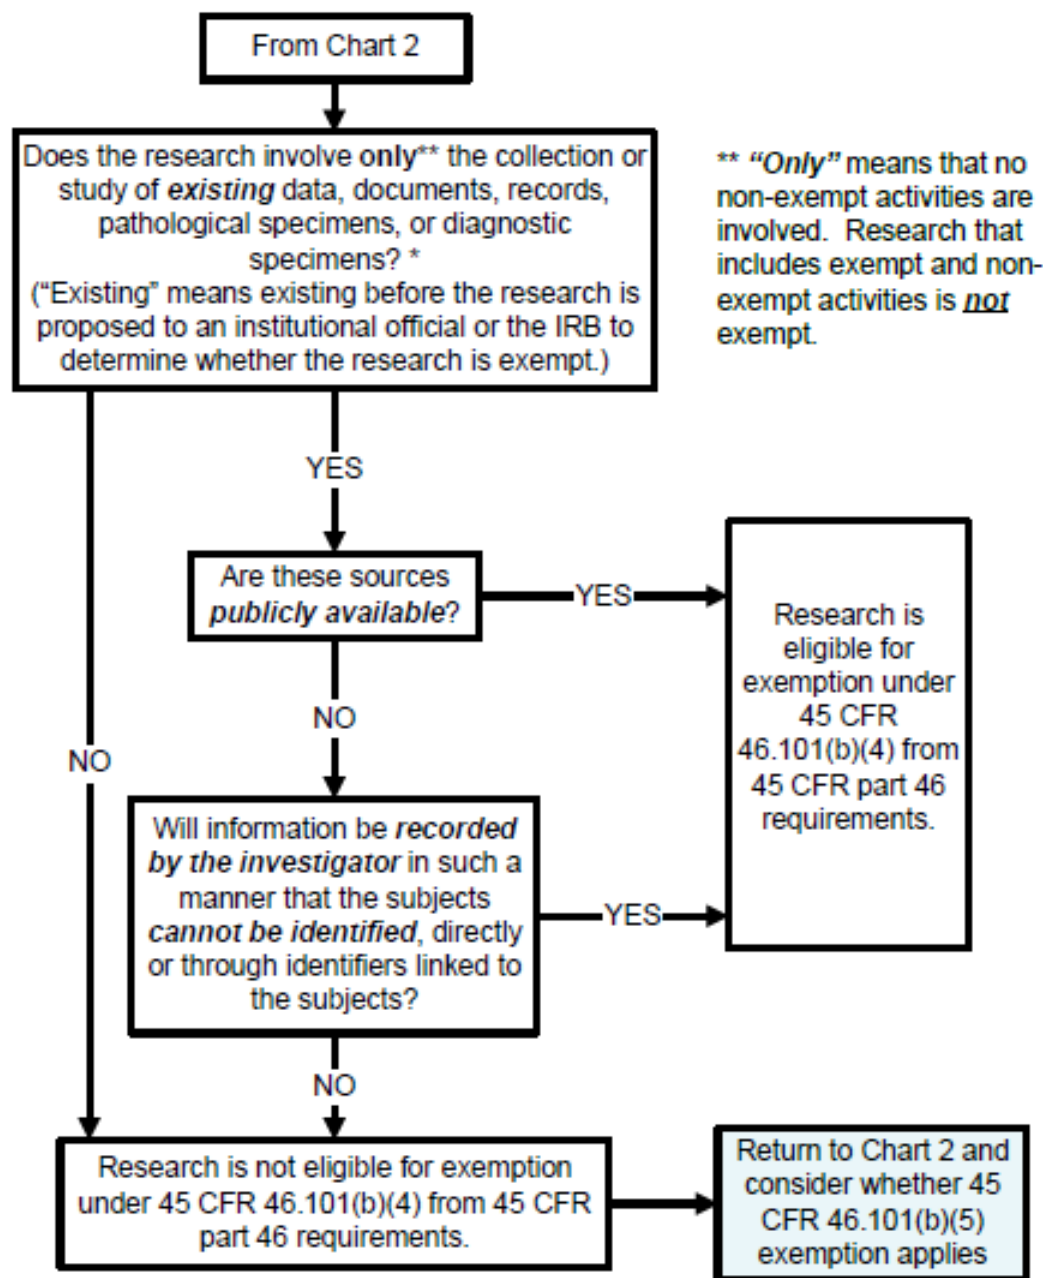 From Chart 2
Does the research involve only** the collection or
study of existing data, documents, records,
pathological specimens, or diagnostic
specimens? *
("Existing" means existing before the research is
proposed to an institutional official or the IRB to
determine whether the research is exempt.)
** "Only" means that no
non-exempt activities are
involved. Research that
includes exempt and non-
exempt activities is not
exempt.
YES
Are these sources
publicly available?
YES
Research is
eligible for
exemption under
45 CFR
46.101(b)(4) from
45 CFR part 46
requirements.
NO
NO
Will information be recorded
by the investigator in such a
manner that the subjects
cannot be identified, directly
or through identifiers linked to
the subjects?
YES
NO
Research is not eligible for exemption
under 45 CFR 46.101(b)(4) from 45 CFR
part 46 requirements.
Return to Chart 2 and
consider whether 45
CFR 46.101(b)(5)
exemption applies